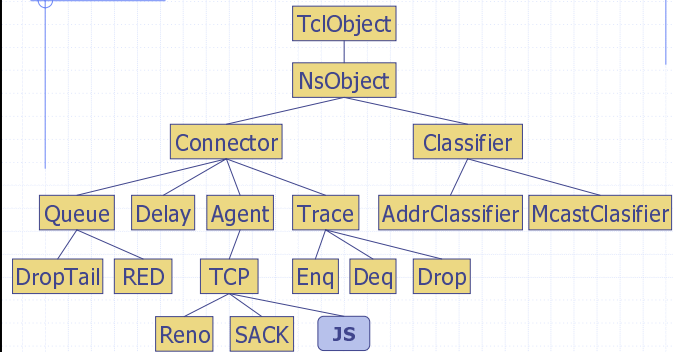 TclObject
NsObject
Connector
Classifier
Queue
Delay
Agent
Trace
AddrClassifier
McastClasifier
DropTail
RED
TCP
Enq
Deq
Drop
Reno
SACK
JS